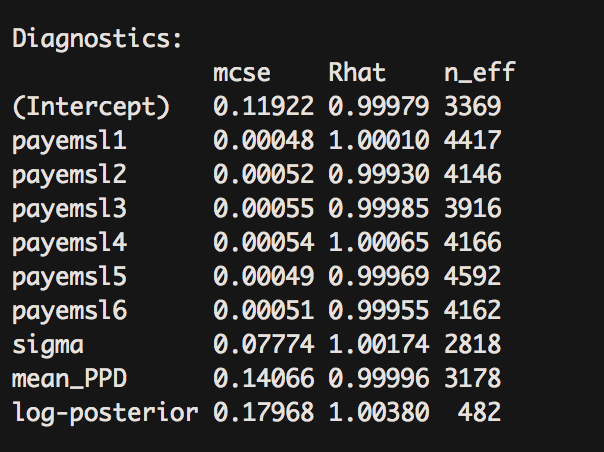 Diagnostics:
mcse Rhat n_eff
(Intercept) 0.11922 0.99979 3369
payemsl1 0.00048 1.00010 4417
payemsl2 0.00052 0.99930 4146
payemsl3 0.00055 0.99985 3916
payemsl4 0.00054 1.00065 4166
payemsl5 0.00049 0.99969 4592
payemsl6 0.00051 0.99955 4162
sigma 0.07774 1.00174 2818
mean_PPD 0.14066 0.99996 3178
log-posterior 0.17968 1.00380 482